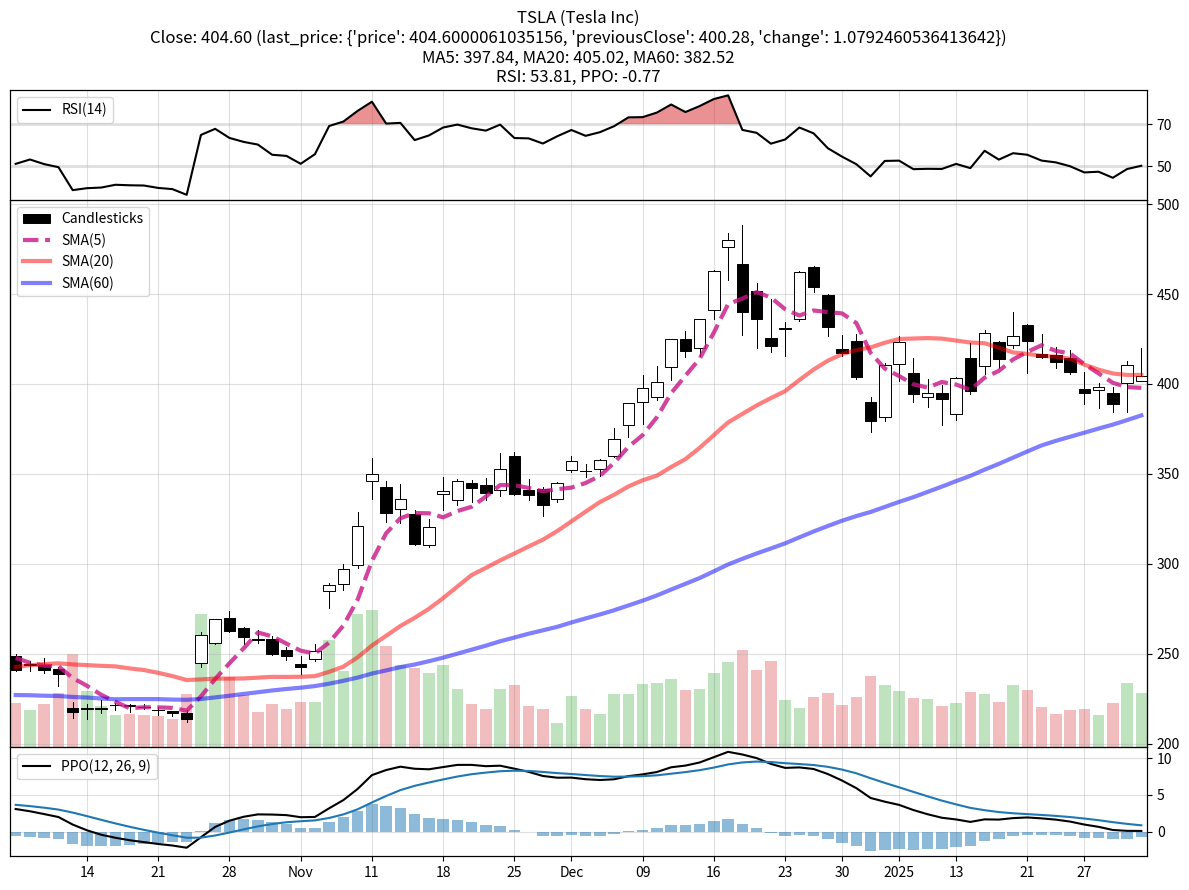 TSLA (Tesla Inc)
Close: 404.60 (last_price: {'price': 404.6000061035156, 'previousClose': 400.28, 'change': 1.0792460536413642})
MA5: 397.84, MA20: 405.02, MA60: 382.52
RSI: 53.81, PPO: -0.77
RSI(14)
70
50
Candlesticks
SMA(5)
SMA(20)
SMA(60)
500
450
400
350
300
250
200
PPO(12, 26, 9)
10
5
0
14 21 28 Nov 11 18 25 Dec 09 16 23 30 2025 13 21 27